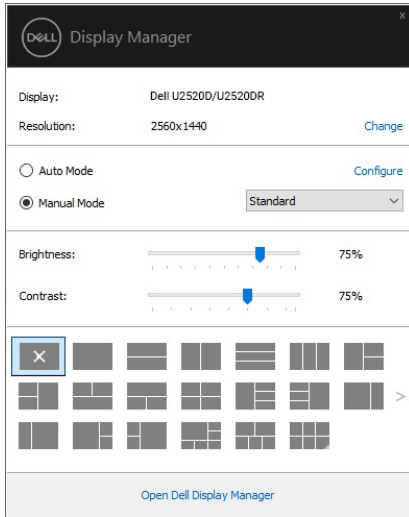 x
DELL Display Manager
Display: Dell U2520D/U2520DR
Resolution: 2560x1440 Change
Auto Mode Configure
Manual Mode Standard
Brightness: 75%
Contrast: 75%
Open Dell Display Manager